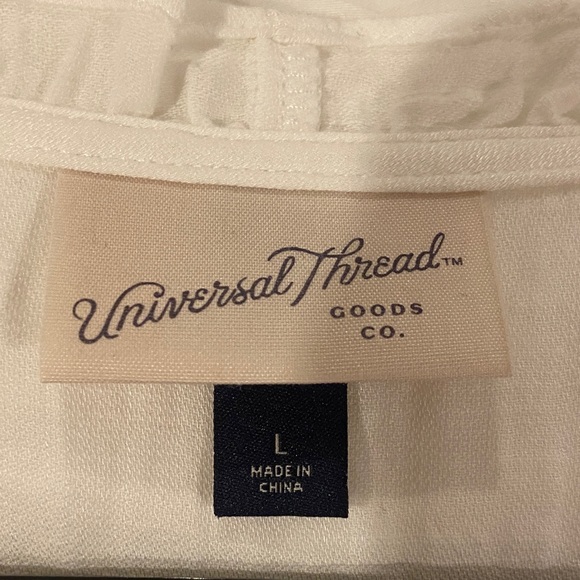 Universal Thread™
GOODS
CO.
L
MADE IN
CHINA